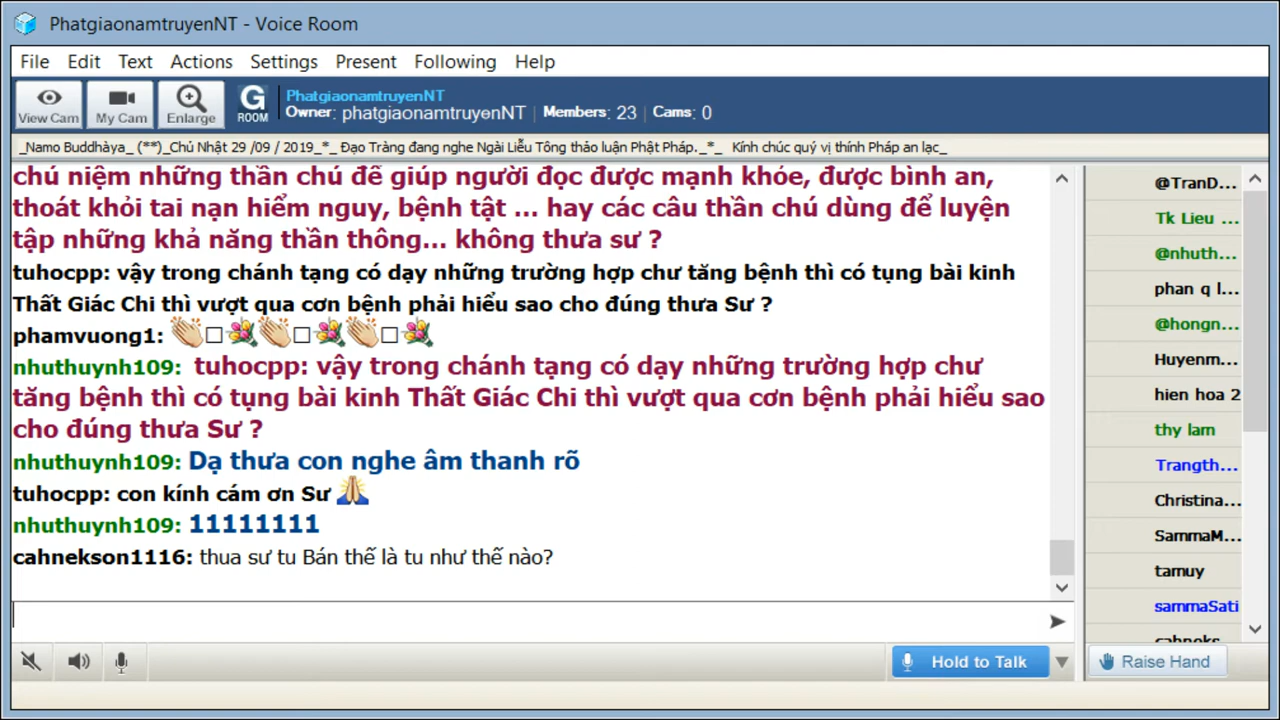 PhatgiaonamtruyenNT - Voice Room
File Edit Text Actions Settings Present Following Help
View Cam My Cam Enlarge G ROOM
PhatgiaonamtruyenNT
Owner: phatgiaonamtruyenNT | Members: 23 | Cams: 0
_Namo Buddhàya_ (**)_Chủ Nhật 29 /09 / 2019_*_ Đạo Tràng đang nghe Ngài Liễu Tông thảo luận Phật Pháp._*_ Kính chúc quý vị thính Pháp an lạc_
chú niệm những thần chú để giúp người đọc được mạnh khóe, được bình an,
thoát khỏi tai nạn hiểm nguy, bệnh tật ... hay các câu thần chú dùng để luyện
tập những khả năng thần thông... không thưa sư ?
tuhocpp: vậy trong chánh tạng có dạy những trường hợp chư tăng bệnh thì có tụng bài kinh
Thất Giác Chi thì vượt qua cơn bệnh phải hiểu sao cho đúng thưa Sư ?
phamvuong1:
nhuthuynh109: tuhocpp: vậy trong chánh tạng có dạy những trường hợp chư
tăng bệnh thì có tụng bài kinh Thất Giác Chi thì vượt qua cơn bệnh phải hiểu sao
cho đúng thưa Sư ?
nhuthuynh109: Dạ thưa con nghe âm thanh rõ
tuhocpp: con kính cám ơn Sư
nhuthuynh109: 11111111
cahnekson1116: thua sư tu Bán thế là tu như thế nào?
@TranD...
Tk Lieu ...
@nhuth...
phan q l...
@hongn...
Huyenm...
hien hoa 2
thy lam
Trangth...
Christina...
SammaM...
tamuy
sammaSati
cahneks...
Hold to Talk
Raise Hand